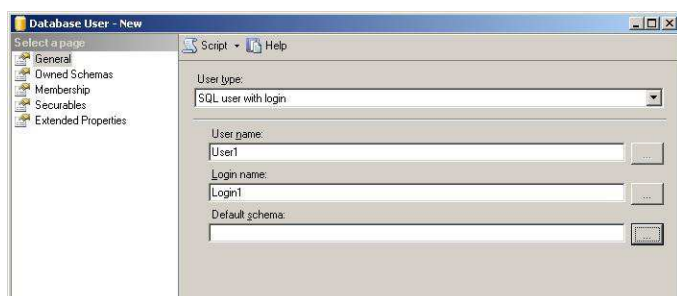 Database User - New
Select a page
General
Owned Schemas
Membership
Securables
Extended Properties
Script Help
User type:
SQL user with login
User name:
User1
...
Login name:
Login1
...
Default schema:
...